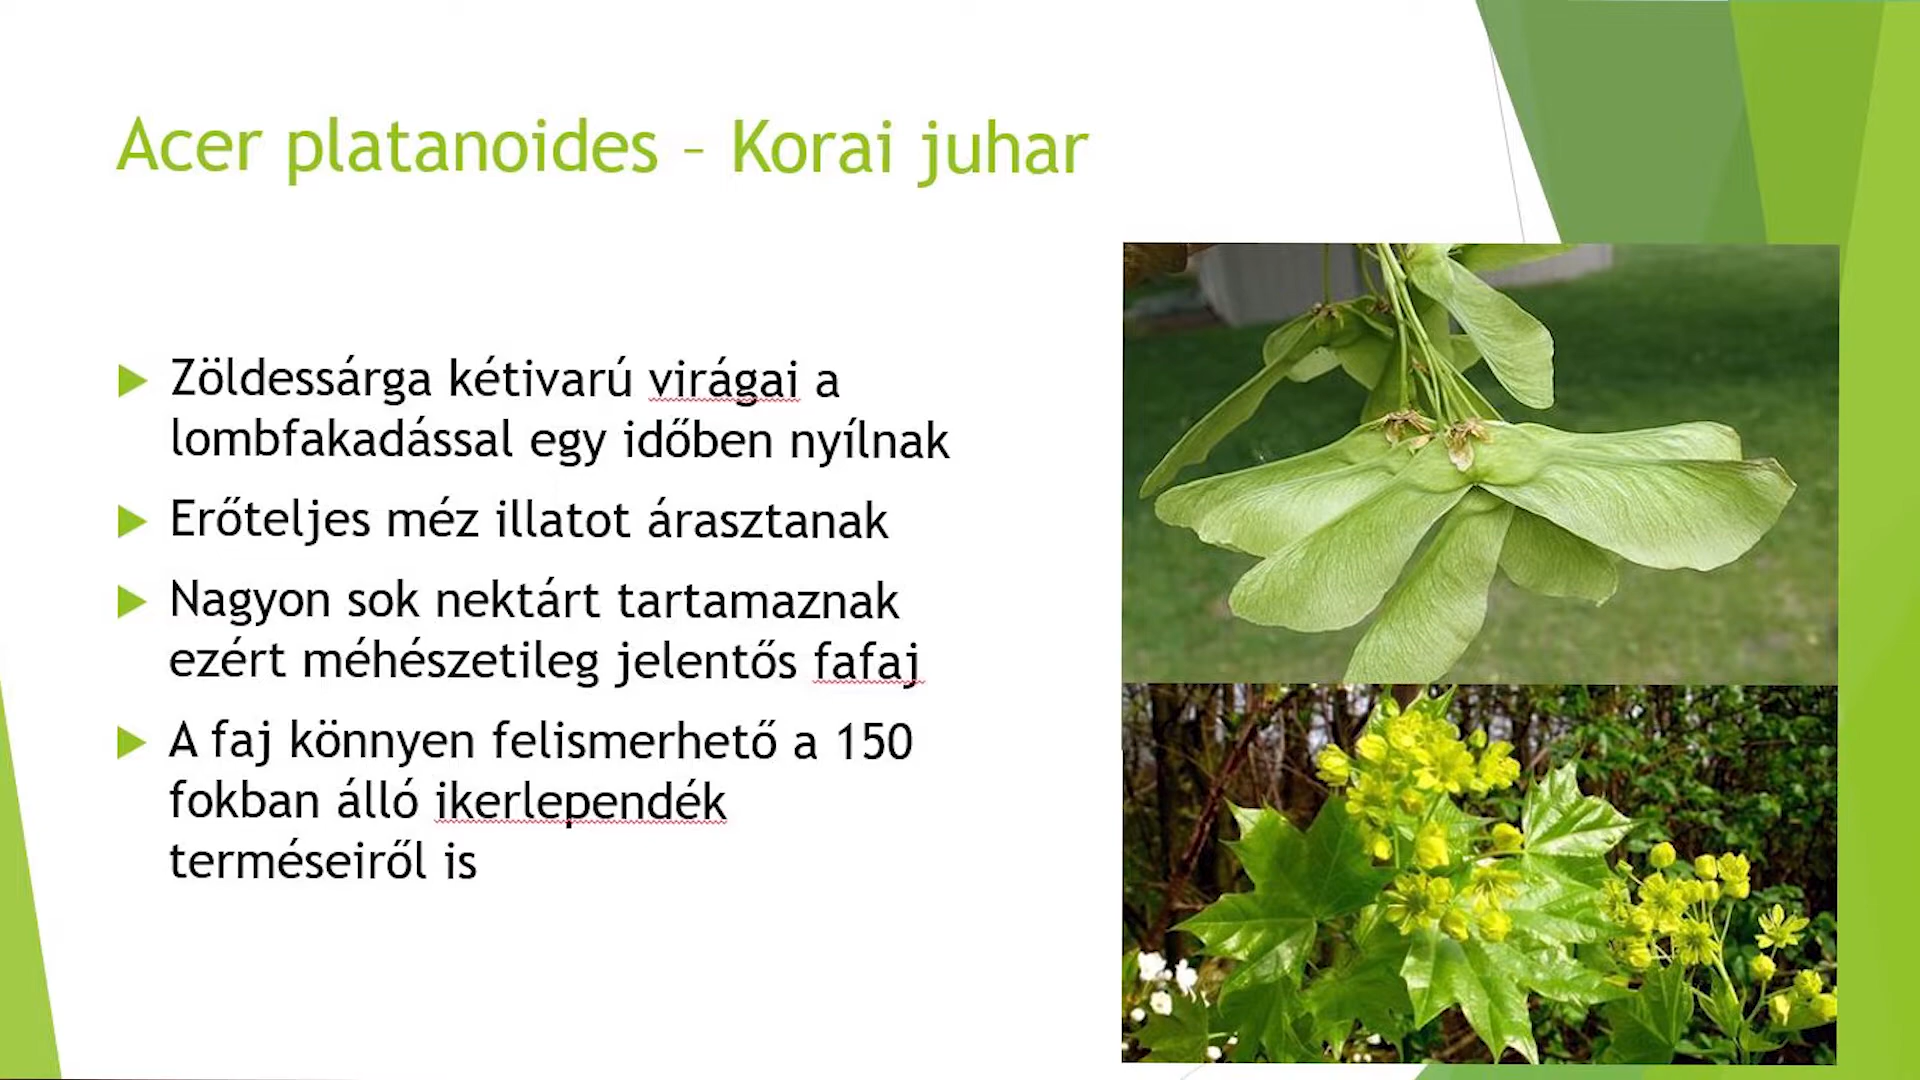 Acer platanoides – Korai juhar
Zöldessárga kétivarú virágai a
lombfakadással egy időben nyílnak
Erőteljes méz illatot árasztanak
Nagyon sok nektárt tartamaznak
ezért méhészetileg jelentős fafaj
A faj könnyen felismerhető a 150
fokban álló ikerlependék
terméseiről is